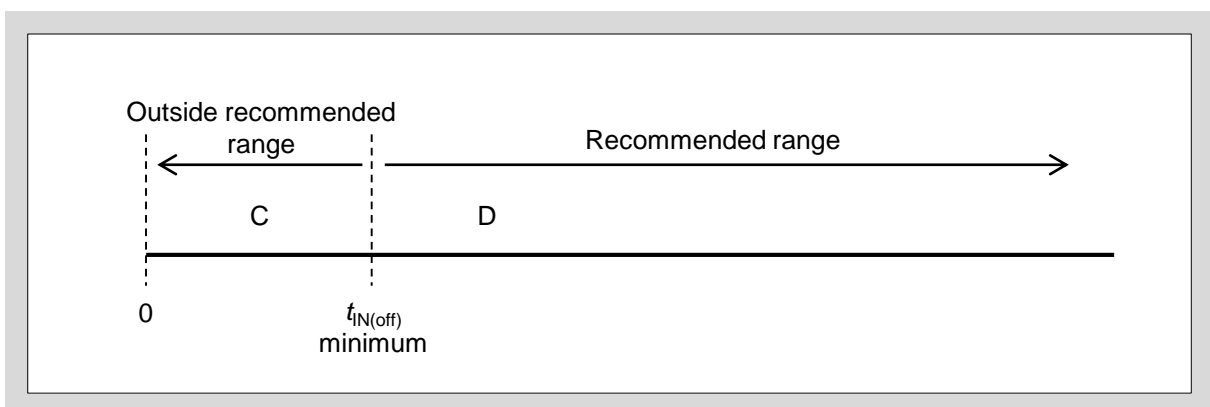 Outside recommended
range
Recommended range
C
D
0
tIN(off)
minimum